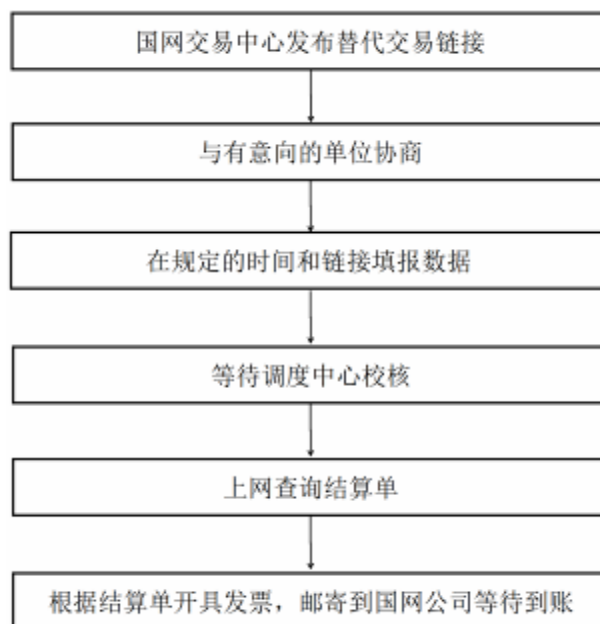 国网交易中心发布替代交易链接
与有意向的单位协商
在规定的时间和链接填报数据
等待调度中心校核
上网查询结算单
根据结算单开具发票，邮寄到国网公司等待到账